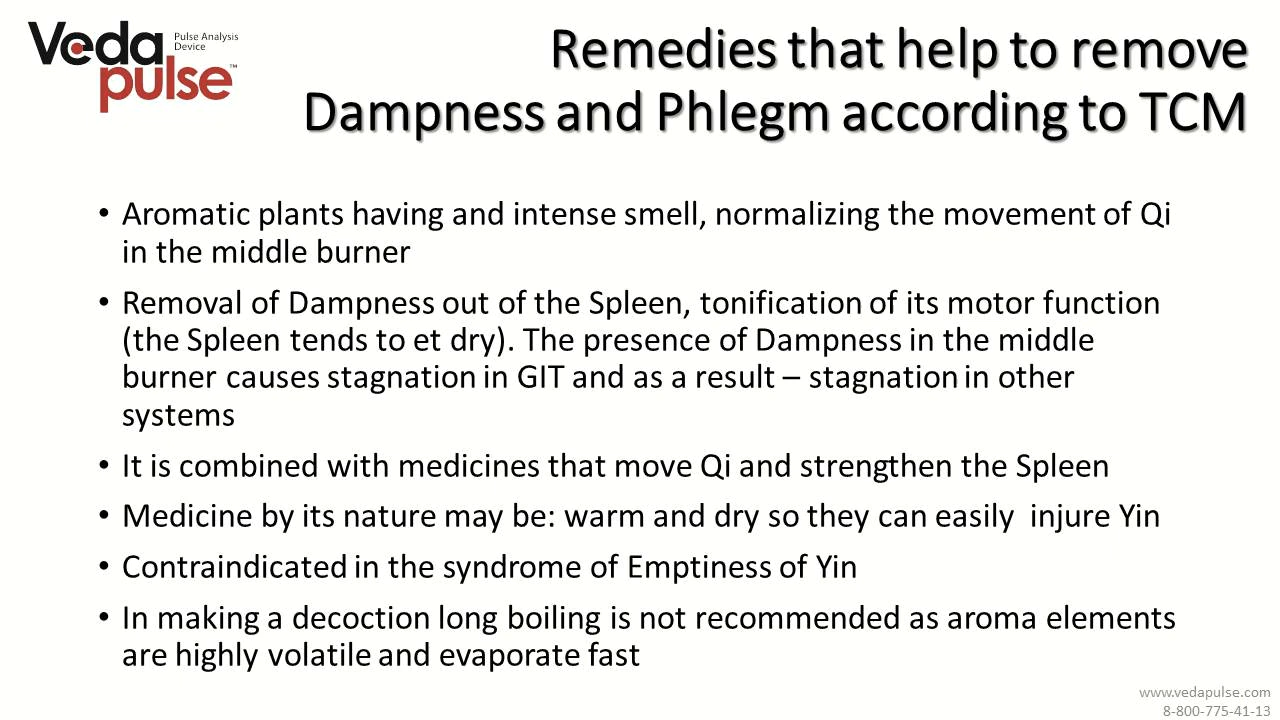 Veda
pulse™
Pulse Analysis
Device
Remedies that help to remove
Dampness and Phlegm according to TCM
• Aromatic plants having and intense smell, normalizing the movement of Qi
in the middle burner
• Removal of Dampness out of the Spleen, tonification of its motor function
(the Spleen tends to et dry). The presence of Dampness in the middle
burner causes stagnation in GIT and as a result – stagnation in other
systems
• It is combined with medicines that move Qi and strengthen the Spleen
• Medicine by its nature may be: warm and dry so they can easily  injure Yin
• Contraindicated in the syndrome of Emptiness of Yin
• In making a decoction long boiling is not recommended as aroma elements
are highly volatile and evaporate fast
www.vedapulse.com
8-800-775-41-13